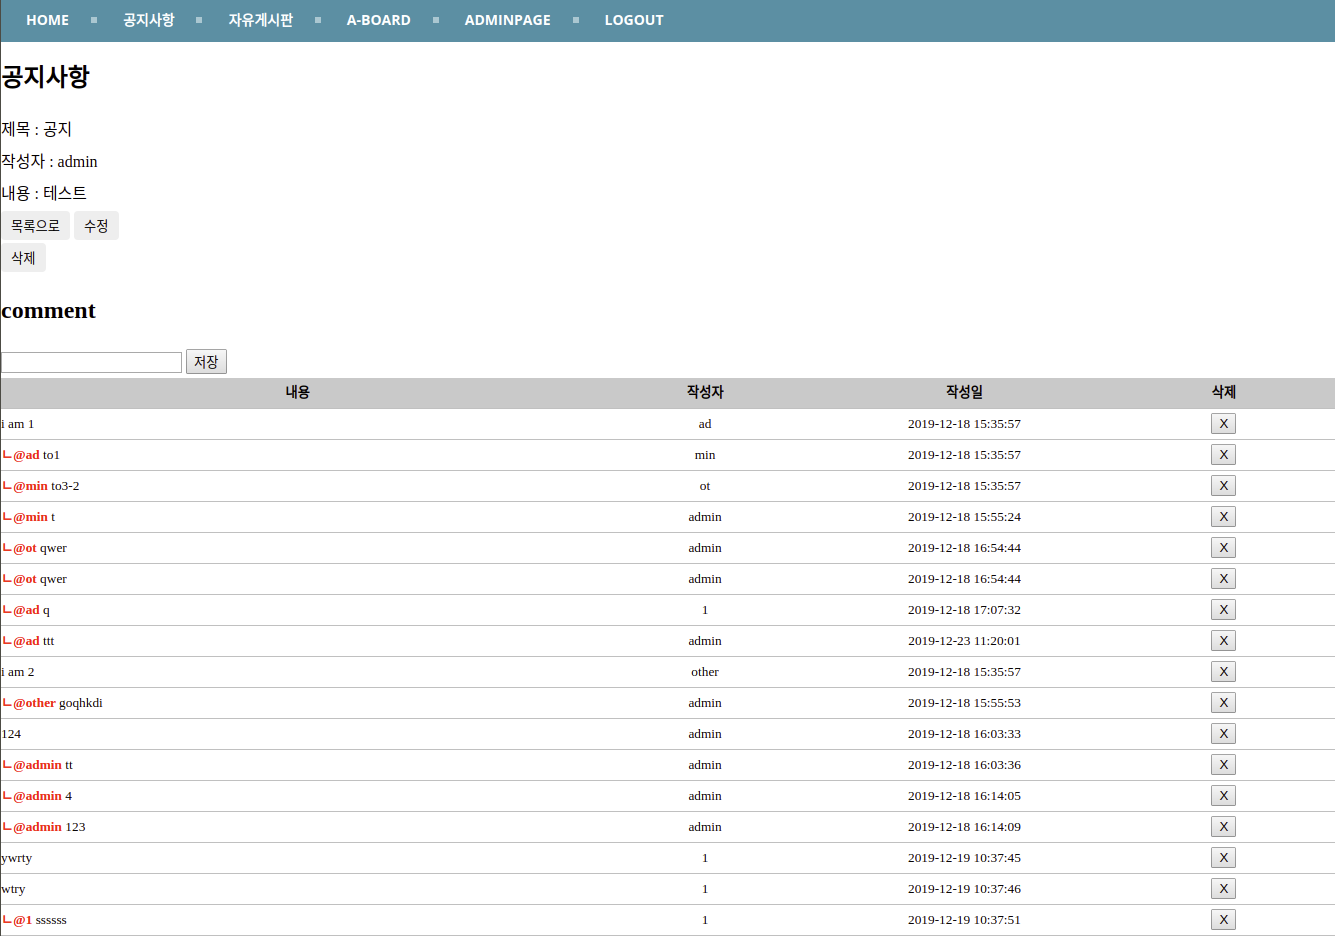 HOME 공지사항 자유게시판 A-BOARD ADMINPAGE LOGOUT
공지사항
제목 : 공지
작성자 : admin
내용 : 테스트
목록으로 수정
삭제
comment
저장
내용 작성자 작성일 삭제
i am 1 ad 2019-12-18 15:35:57 X
ㄴ@ad to1 min 2019-12-18 15:35:57 X
ㄴ@min to3-2 ot 2019-12-18 15:35:57 X
ㄴ@min t admin 2019-12-18 15:55:24 X
ㄴ@ot qwer admin 2019-12-18 16:54:44 X
ㄴ@ot qwer admin 2019-12-18 16:54:44 X
ㄴ@ad q 1 2019-12-18 17:07:32 X
ㄴ@ad ttt admin 2019-12-23 11:20:01 X
i am 2 other 2019-12-18 15:35:57 X
ㄴ@other goqhkdi admin 2019-12-18 15:55:53 X
124 admin 2019-12-18 16:03:33 X
ㄴ@admin tt admin 2019-12-18 16:03:36 X
ㄴ@admin 4 admin 2019-12-18 16:14:05 X
ㄴ@admin 123 admin 2019-12-18 16:14:09 X
ywrty 1 2019-12-19 10:37:45 X
wtry 1 2019-12-19 10:37:46 X
ㄴ@1 ssssss 1 2019-12-19 10:37:51 X